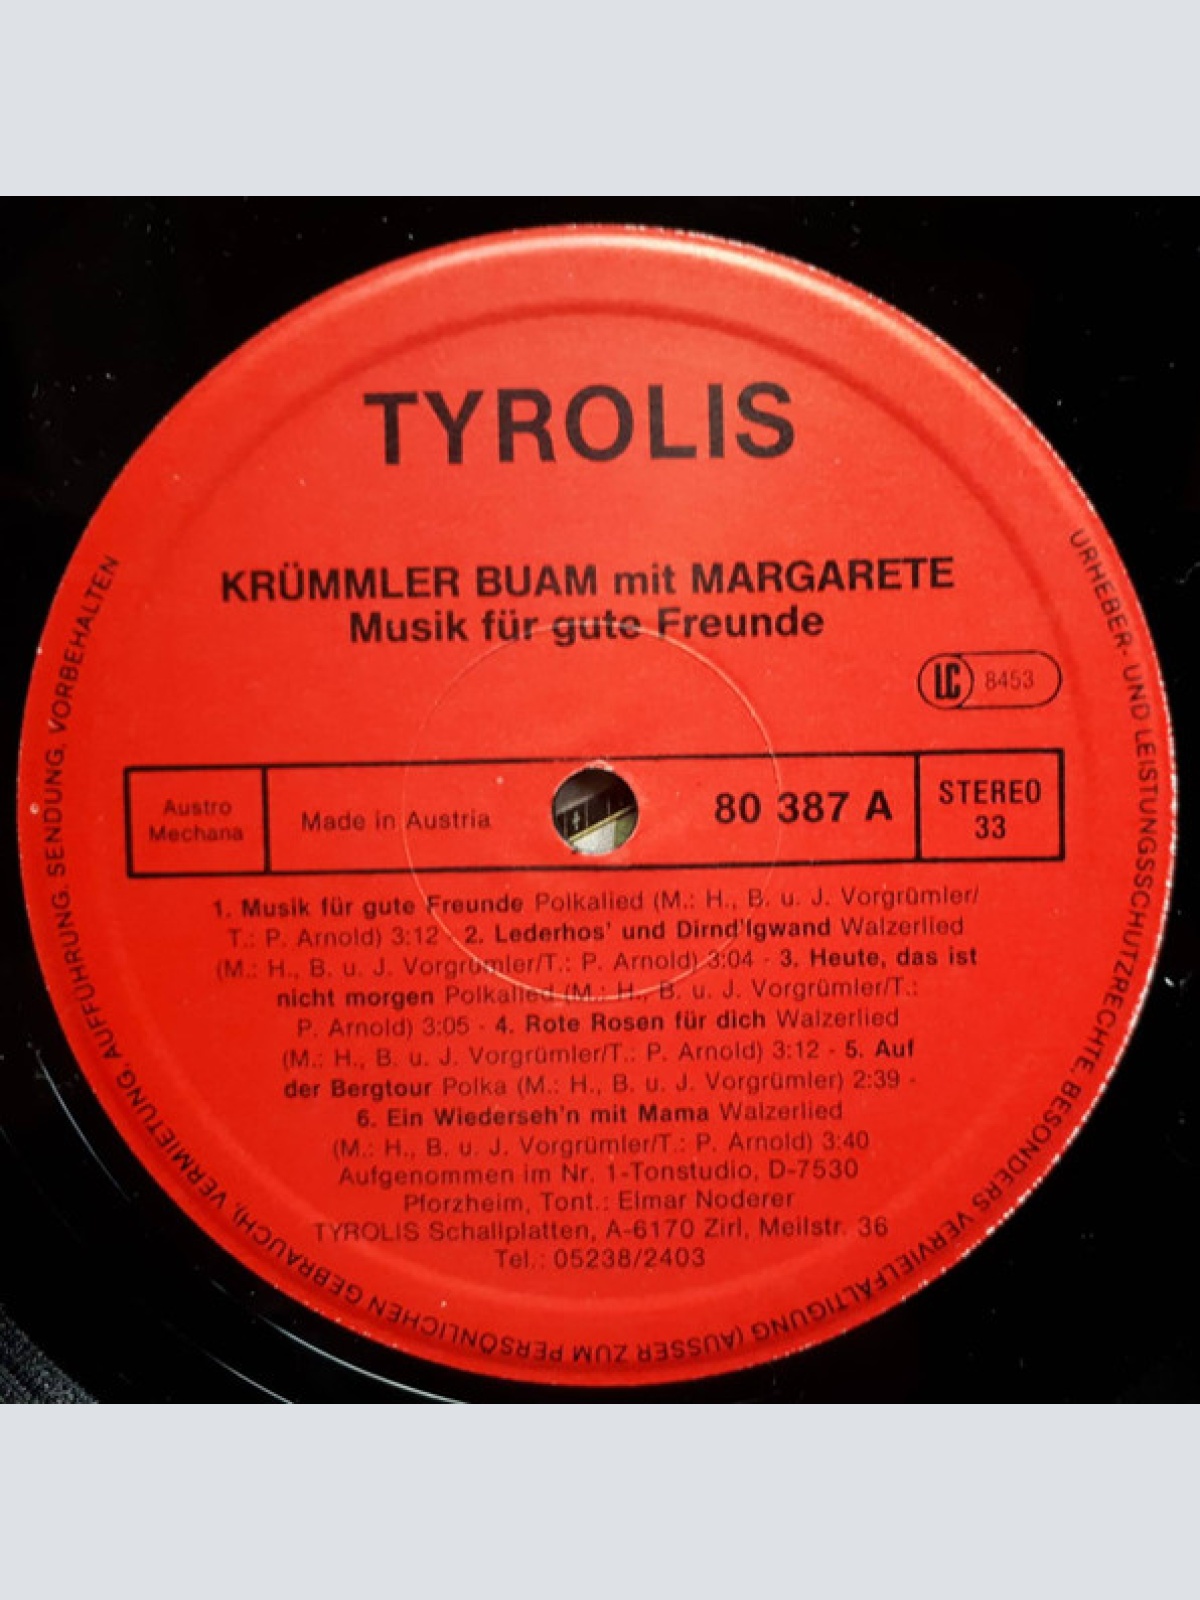 TYROLIS
KRÜMMLER BUAM mit MARGARETE
Musik für gute Freunde
LC 8453
Austro
Mechana
Made in Austria
80 387 A
STEREO
33
1. Musik für gute Freunde Polkalied (M.: H., B. u. J. Vorgrümler/
T.: P. Arnold) 3:12 - 2. Lederhos' und Dirnd'lgwand Walzerlied
(M.: H., B. u. J. Vorgrümler/T.: P. Arnold) 3:04 - 3. Heute, das ist
nicht morgen Polkalied (M.: H., B. u. J. Vorgrümler/T.:
P. Arnold) 3:05 - 4. Rote Rosen für dich Walzerlied
(M.: H., B. u. J. Vorgrümler/T.: P. Arnold) 3:12 - 5. Auf
der Bergtour Polka (M.: H., B. u. J. Vorgrümler) 2:39 -
6. Ein Wiederseh'n mit Mama Walzerlied
(M.: H., B. u. J. Vorgrümler/T.: P. Arnold) 3:40
Aufgenommen im Nr. 1-Tonstudio, D-7530
Pforzheim, Tont.: Elmar Noderer
TYROLIS Schallplatten, A-6170 Zirl, Meilstr. 36
Tel.: 05238/2403
URHEBER- UND LEISTUNGSSCHUTZRECHTE, BESONDERS VERVIELFÄLTIGUNG (AUSSER ZUM PERSÖNLICHEN GEBRAUCH), VERMIETUNG, AUFFÜHRUNG, SENDUNG, VORBEHALTEN